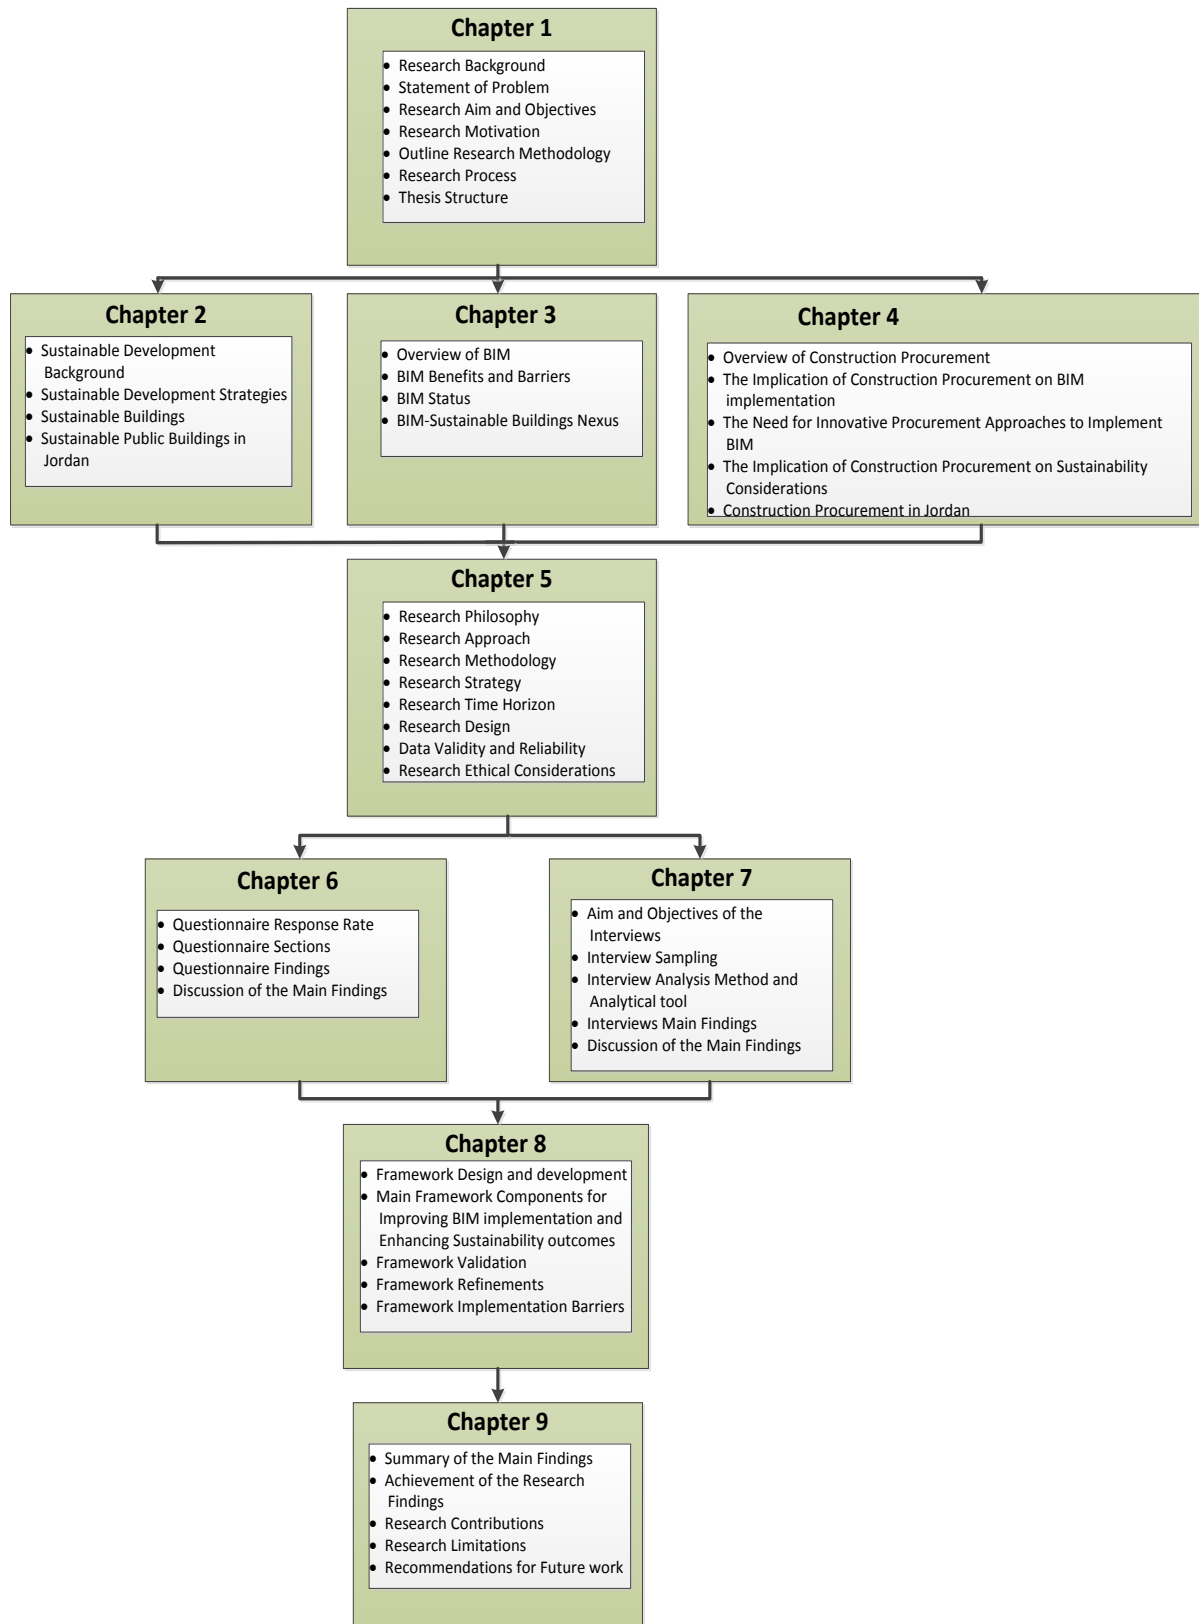 Chapter 1
• Research Background
• Statement of Problem
• Research Aim and Objectives
• Research Motivation
• Outline Research Methodology
• Research Process
• Thesis Structure
Chapter 2
• Sustainable Development
Background
• Sustainable Development Strategies
• Sustainable Buildings
• Sustainable Public Buildings in
Jordan
Chapter 3
• Overview of BIM
• BIM Benefits and Barriers
• BIM Status
• BIM-Sustainable Buildings Nexus
Chapter 4
• Overview of Construction Procurement
• The Implication of Construction Procurement on BIM
implementation
• The Need for Innovative Procurement Approaches to Implement
BIM
• The Implication of Construction Procurement on Sustainability
Considerations
• Construction Procurement in Jordan
Chapter 5
• Research Philosophy
• Research Approach
• Research Methodology
• Research Strategy
• Research Time Horizon
• Research Design
• Data Validity and Reliability
• Research Ethical Considerations
Chapter 6
• Questionnaire Response Rate
• Questionnaire Sections
• Questionnaire Findings
• Discussion of the Main Findings
Chapter 7
• Aim and Objectives of the
Interviews
• Interview Sampling
• Interview Analysis Method and
Analytical tool
• Interviews Main Findings
• Discussion of the Main Findings
Chapter 8
• Framework Design and development
• Main Framework Components for
Improving BIM implementation and
Enhancing Sustainability outcomes
• Framework Validation
• Framework Refinements
• Framework Implementation Barriers
Chapter 9
• Summary of the Main Findings
• Achievement of the Research
Findings
• Research Contributions
• Research Limitations
• Recommendations for Future work